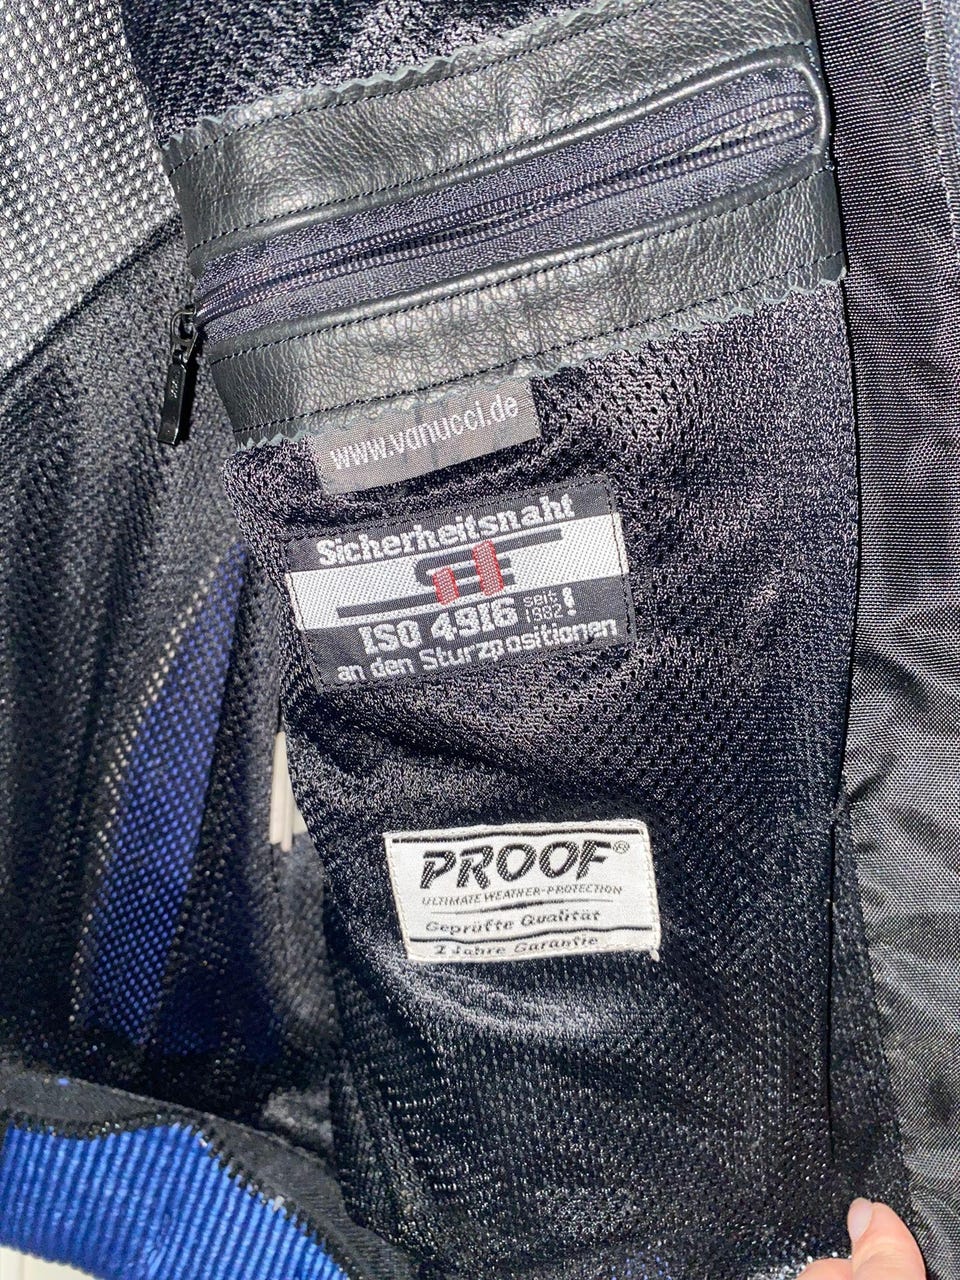 www.vanucci.de
Sicherheitsnaht
ISO 4916 seit 1982!
an den Sturzpositionen
PROOF®
ULTIMATE WEATHER-PROTECTION
Geprüfte Qualität
2 Jahre Garantie